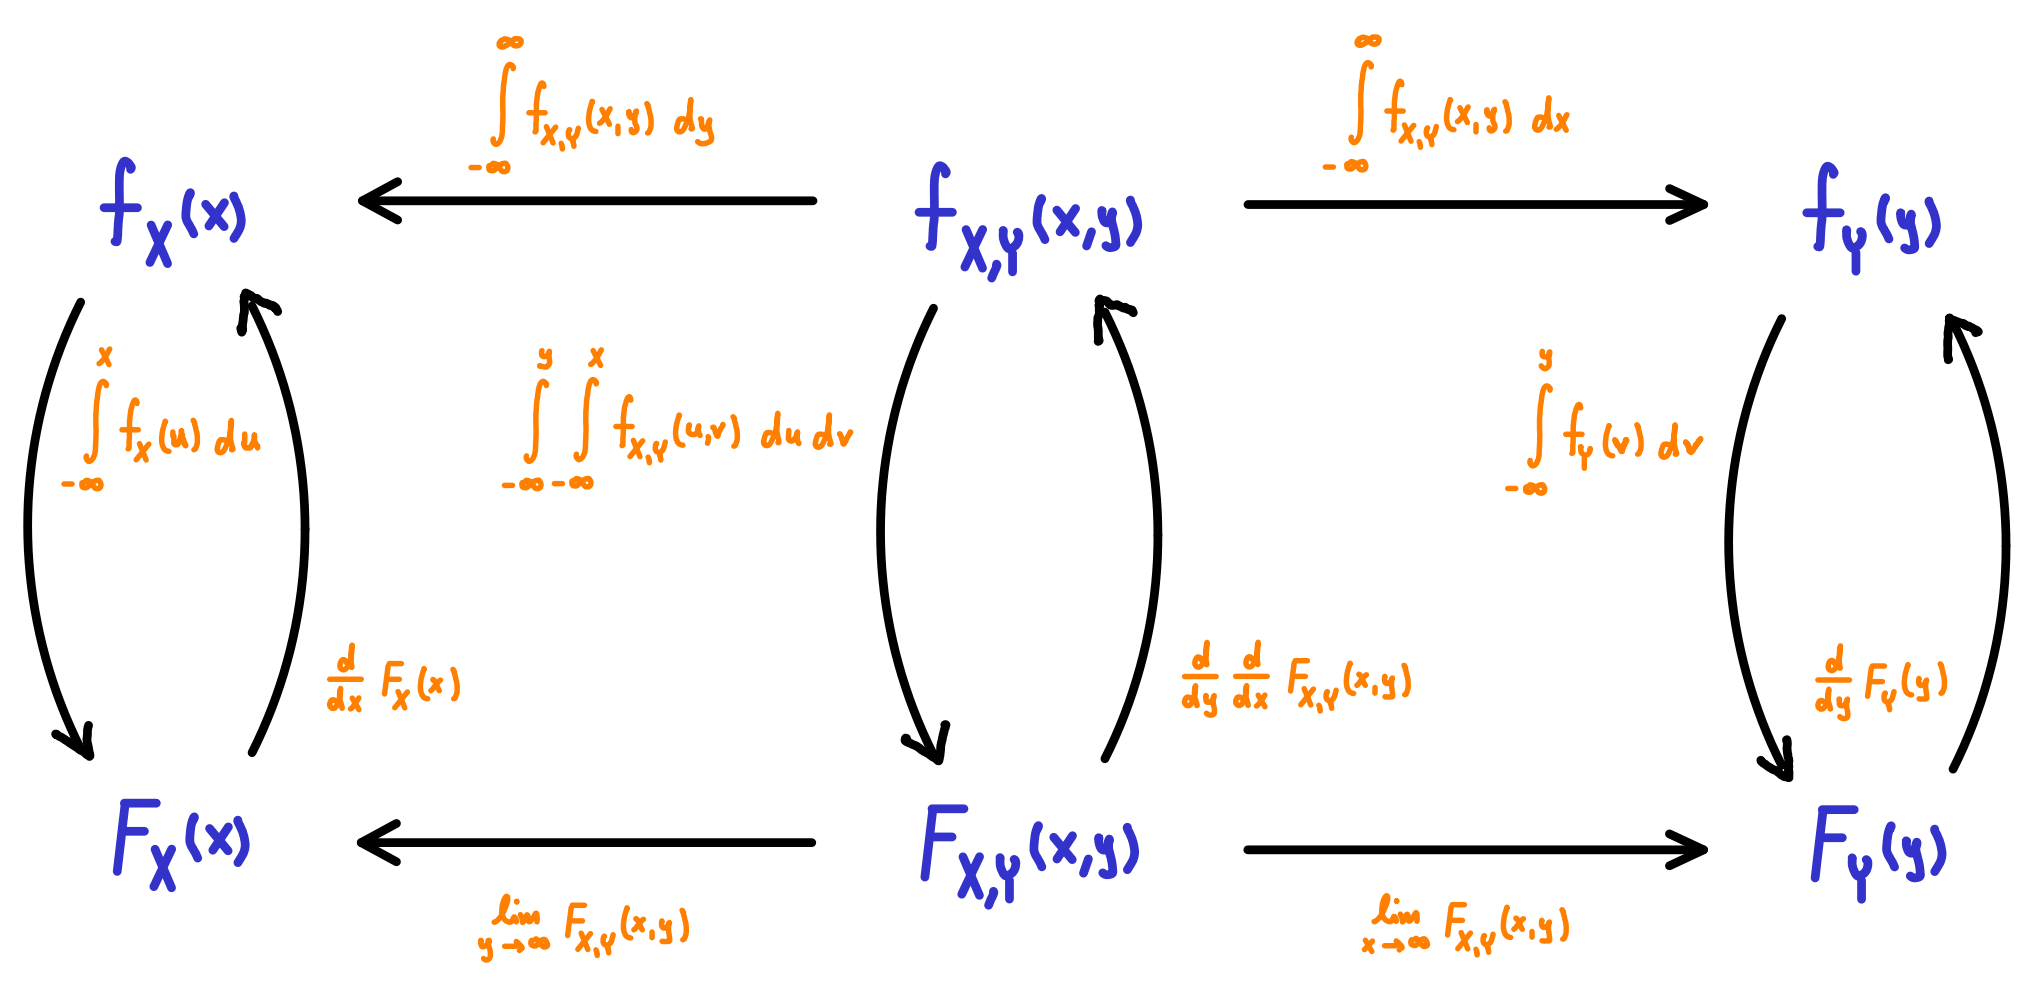 ∫_{-∞}^{∞} f_{X,Y}(x,y) dy
∫_{-∞}^{∞} f_{X,Y}(x,y) dx
f_X(x)
f_{X,Y}(x,y)
f_Y(y)
∫_{-∞}^{x} f_X(u) du
∫_{-∞}^{y} ∫_{-∞}^{x} f_{X,Y}(u,v) du dv
∫_{-∞}^{y} f_Y(v) dv
d/dx F_X(x)
d/dy d/dx F_{X,Y}(x,y)
d/dy F_Y(y)
F_X(x)
F_{X,Y}(x,y)
F_Y(y)
lim_{y→∞} F_{X,Y}(x,y)
lim_{x→∞} F_{X,Y}(x,y)